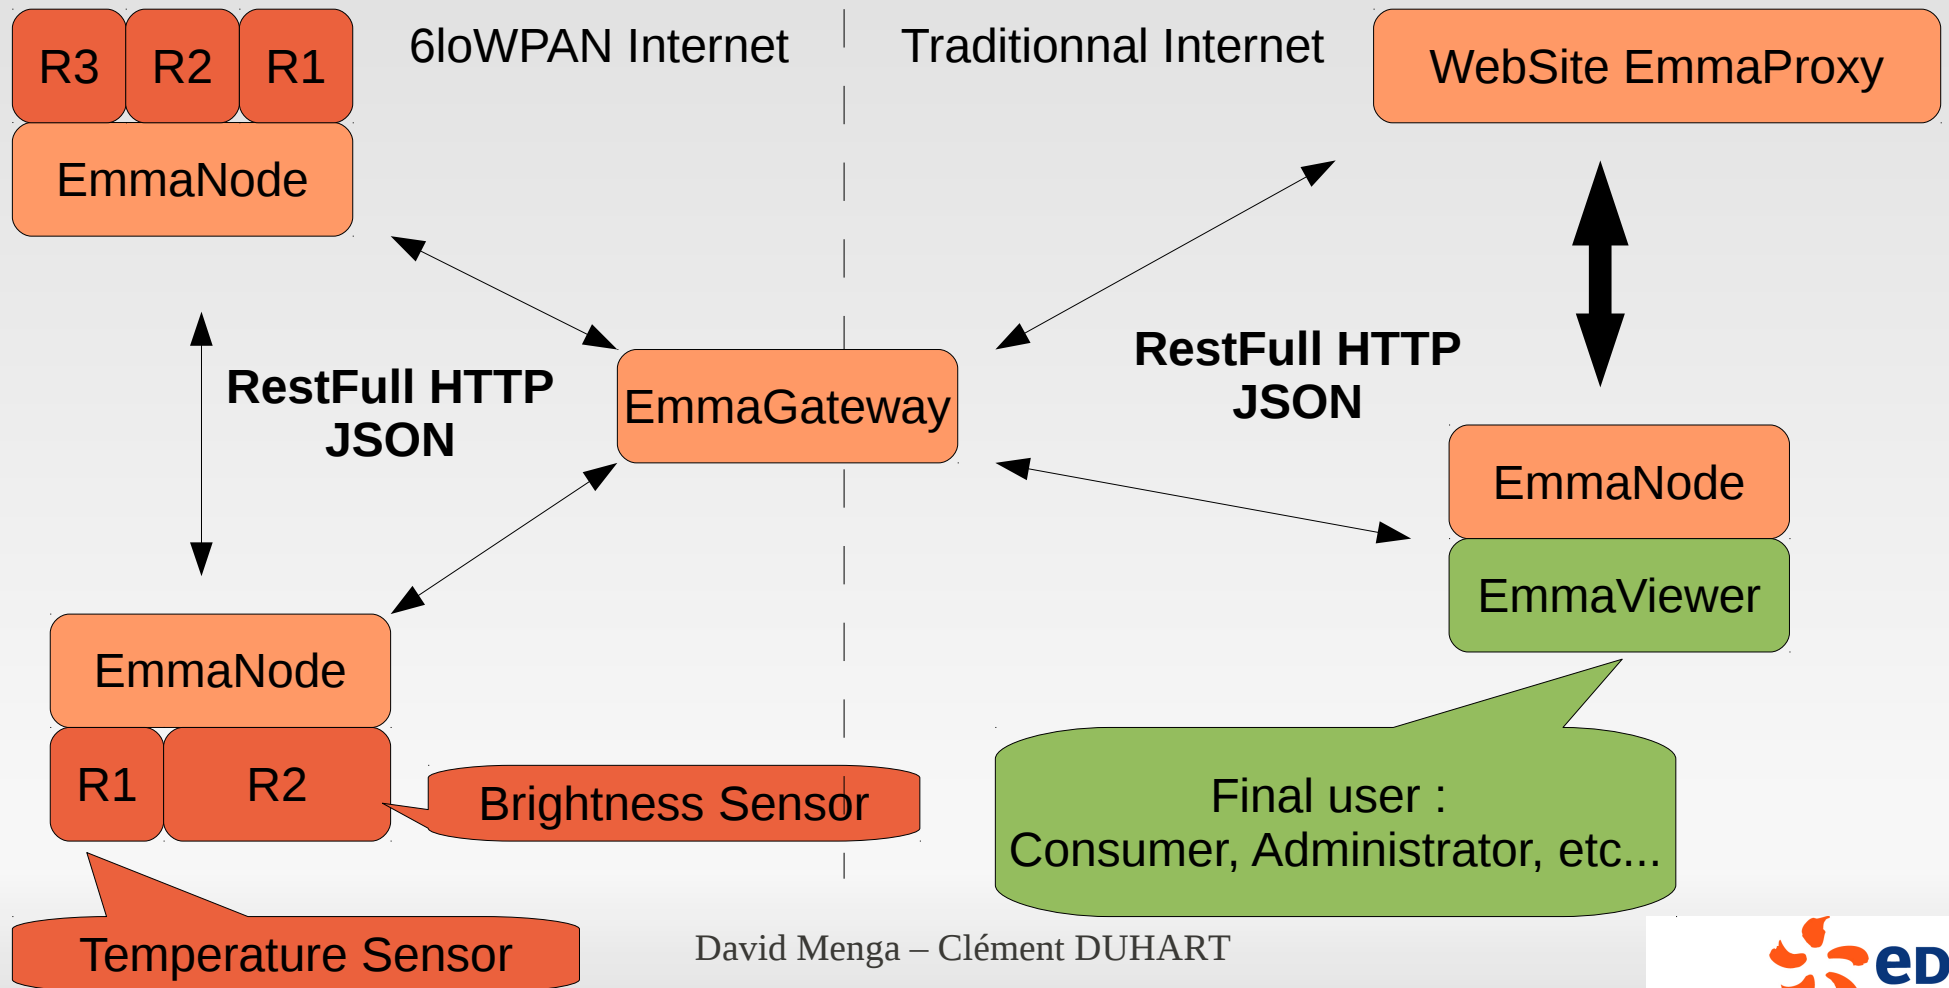 R3 R2 R1
EmmaNode
6loWPAN Internet
Traditionnal Internet
WebSite EmmaProxy
RestFull HTTP
JSON
EmmaGateway
RestFull HTTP
JSON
EmmaNode
EmmaViewer
EmmaNode
R1 R2
Brightness Sensor
Temperature Sensor
Final user :
Consumer, Administrator, etc...
David Menga – Clément DUHART